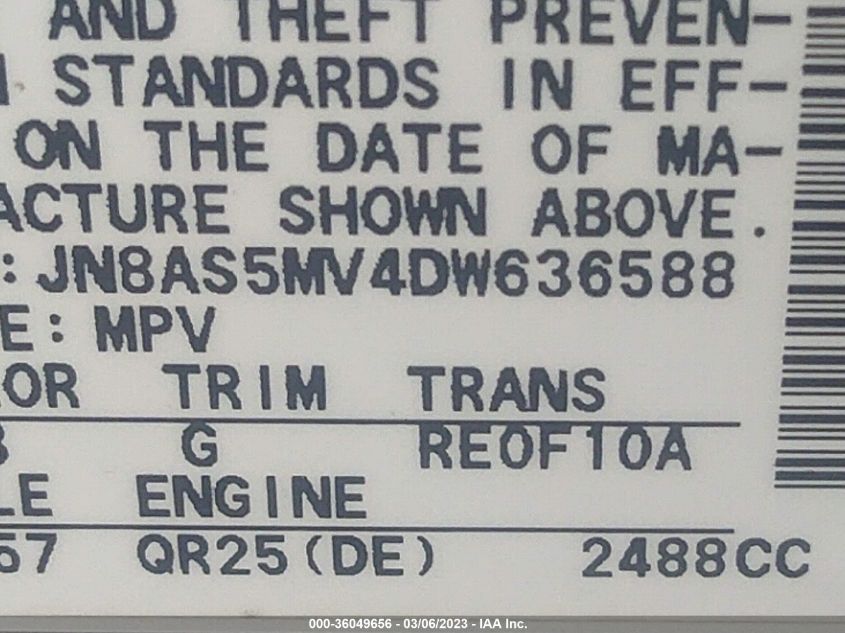 AND THEFT PREVEN-
STANDARDS IN EFF-
ON THE DATE OF MA-
ACTURE SHOWN ABOVE.
: JN8AS5MV4DW636588
E: MPV
OR TRIM TRANS
G RE0F10A
LE ENGINE
57 QR25(DE) 2488CC
000-36049656 - 03/06/2023 - IAA Inc.